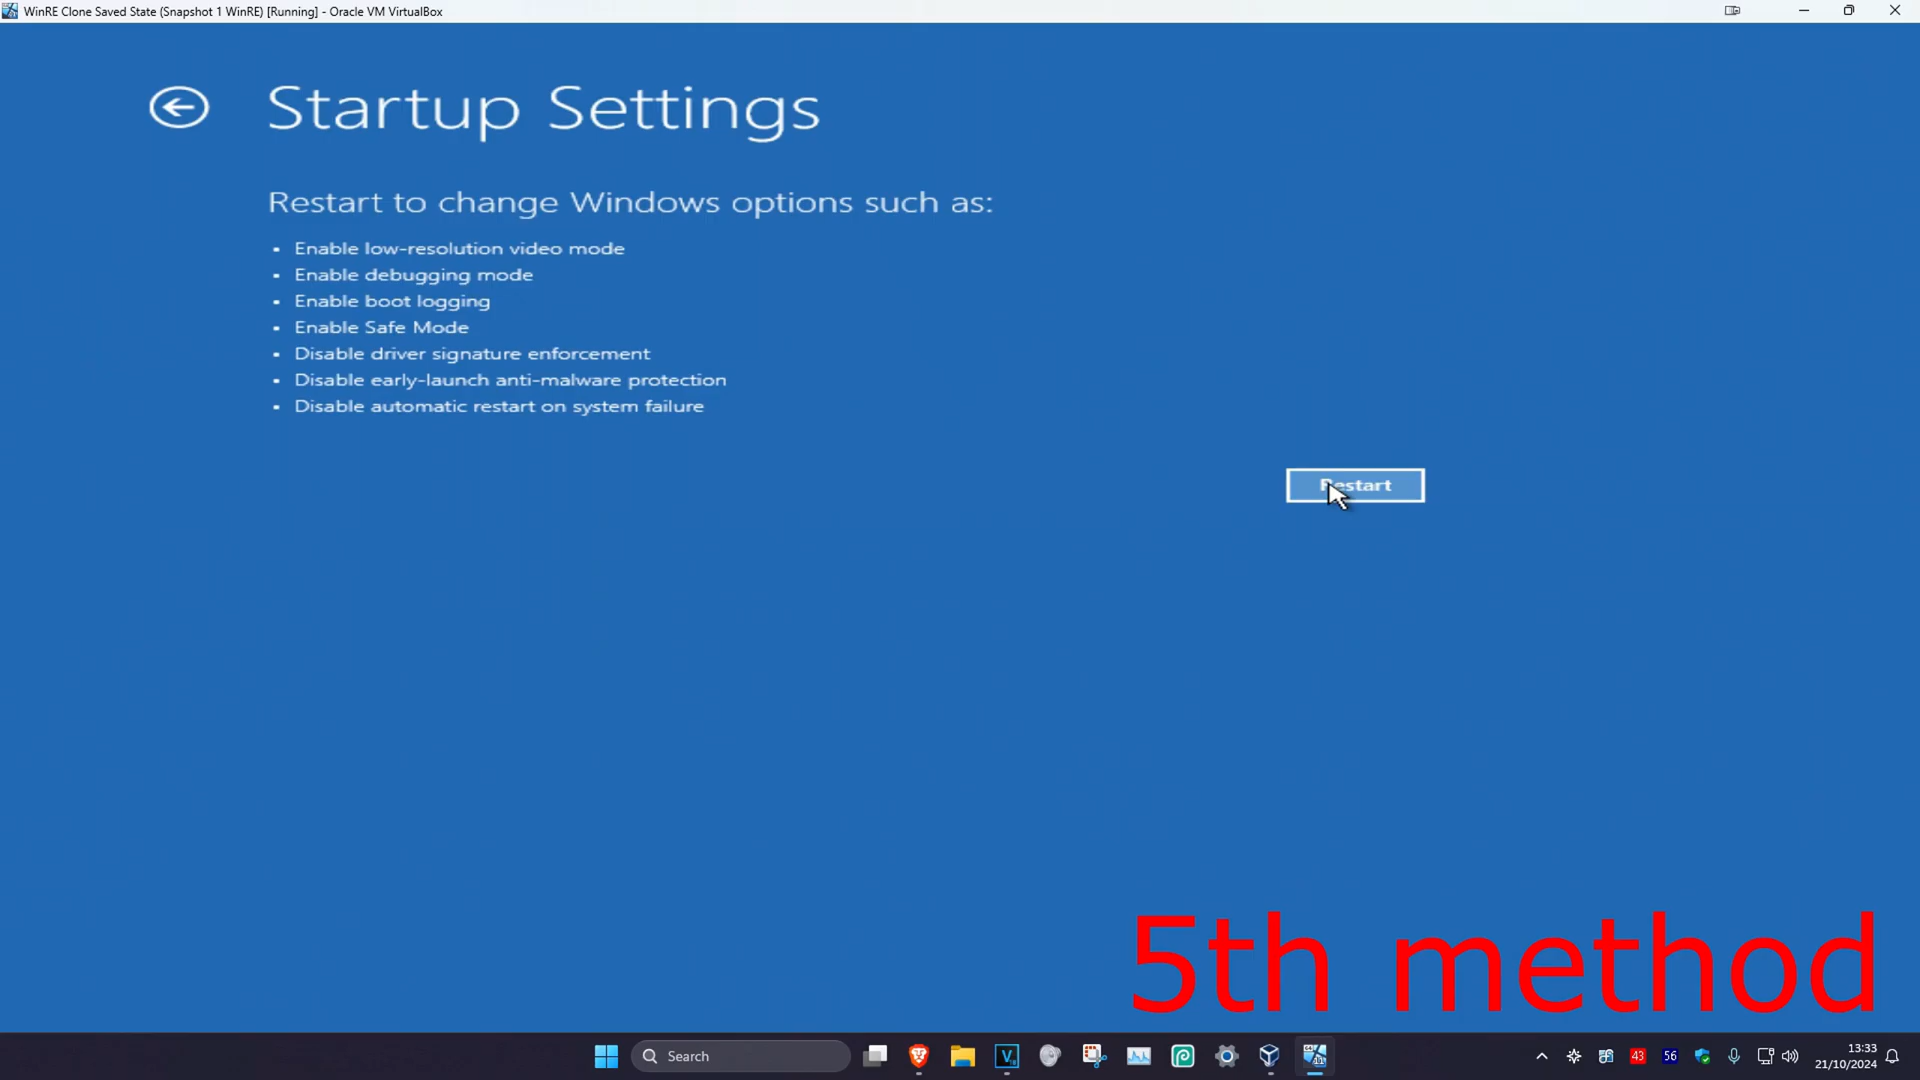 WinRE Clone Saved State (Snapshot 1 WinRE) [Running] - Oracle VM VirtualBox
Startup Settings
Restart to change Windows options such as:
• Enable low-resolution video mode
• Enable debugging mode
• Enable boot logging
• Enable Safe Mode
• Disable driver signature enforcement
• Disable early-launch anti-malware protection
• Disable automatic restart on system failure
Restart
5th method
Search
43
56
13:33
21/10/2024